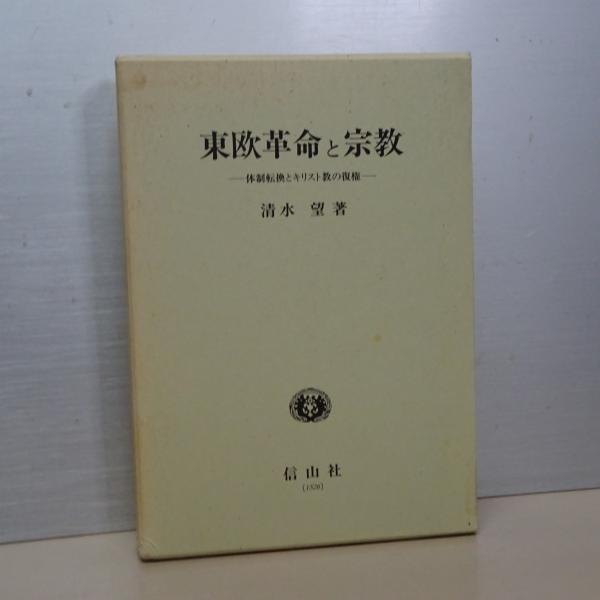 東欧革命と宗教
―体制転換とキリスト教の復権―
清水 望 著
信山社
[1526]